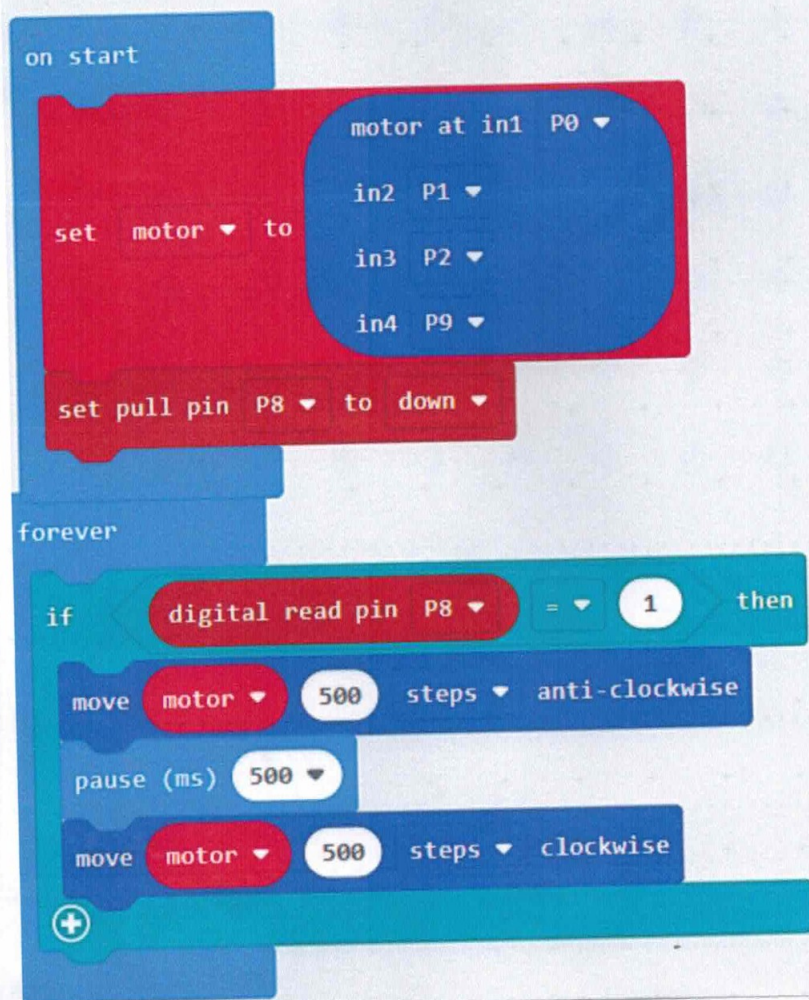 on start
motor at in1 P0
in2 P1
set motor to
in3 P2
in4 P9
set pull pin P8 to down
forever
if digital read pin P8 = 1 then
move motor 500 steps anti-clockwise
pause (ms) 500
move motor 500 steps clockwise